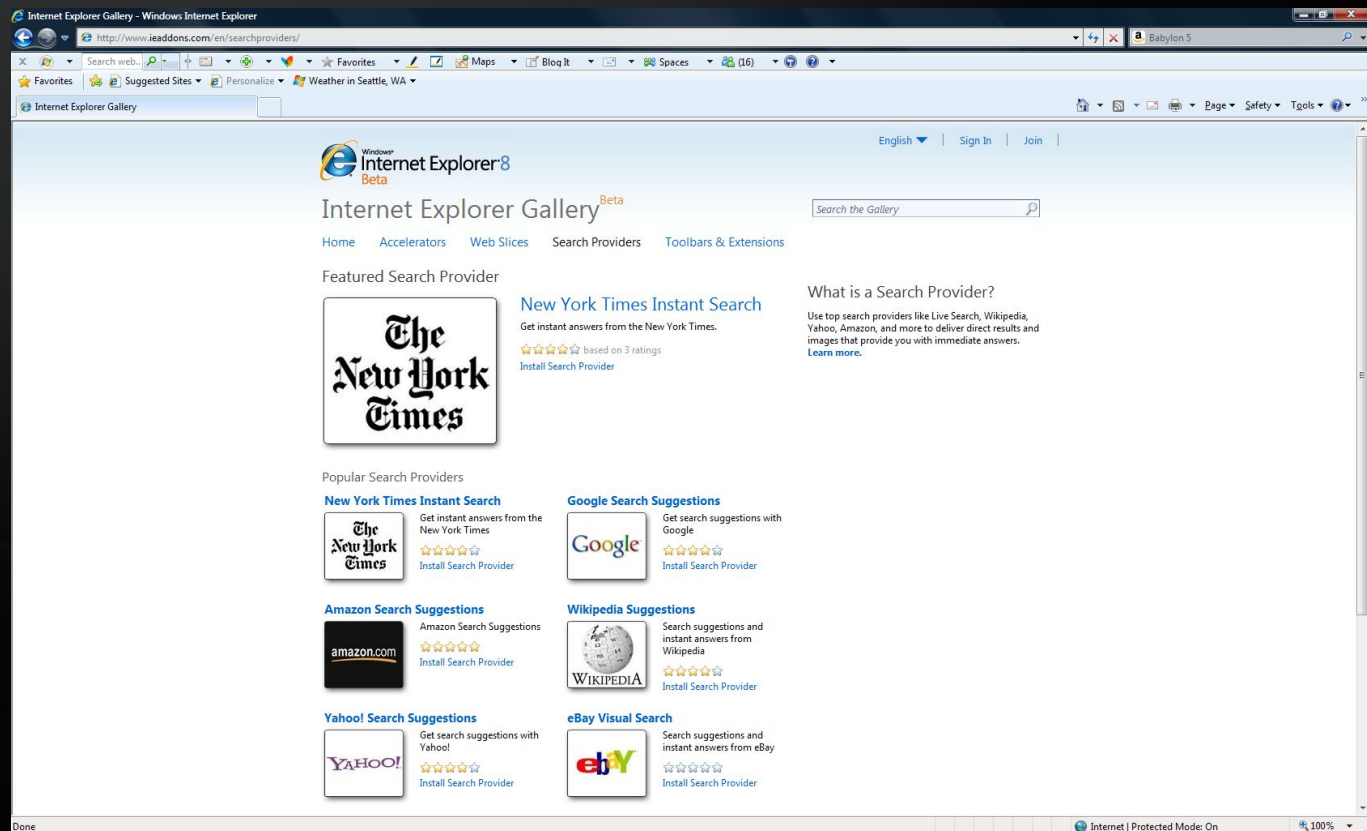 Internet Explorer Gallery - Windows Internet Explorer
http://www.ieaddons.com/en/searchproviders/
a Babylon 5
X Search web... Favorites Maps Blog It Spaces (16)
Favorites Suggested Sites Personalize Weather in Seattle, WA
Internet Explorer Gallery
Page Safety Tools
English Sign In Join
Windows
Internet Explorer 8
Beta
Internet Explorer Gallery Beta
Search the Gallery
Home Accelerators Web Slices Search Providers Toolbars & Extensions
Featured Search Provider
The
New York
Times
New York Times Instant Search
Get instant answers from the New York Times.
based on 3 ratings
Install Search Provider
What is a Search Provider?
Use top search providers like Live Search, Wikipedia,
Yahoo, Amazon, and more to deliver direct results and
images that provide you with immediate answers.
Learn more.
Popular Search Providers
New York Times Instant Search
The
New York
Times
Get instant answers from the
New York Times
Install Search Provider
Google Search Suggestions
Google
Get search suggestions with
Google
Install Search Provider
Amazon Search Suggestions
amazon.com
Amazon Search Suggestions
Install Search Provider
Wikipedia Suggestions
WIKIPEDIA
Search suggestions and
instant answers from
Wikipedia
Install Search Provider
Yahoo! Search Suggestions
YAHOO!
Get search suggestions with
Yahoo!
Install Search Provider
eBay Visual Search
ebaY
Search suggestions and
instant answers from eBay
Install Search Provider
Done
Internet | Protected Mode: On
100%